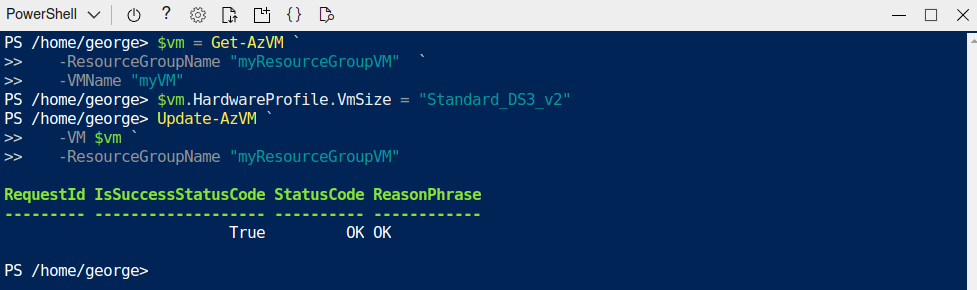 PowerShell
PS /home/george> $vm = Get-AzVM `
>>    -ResourceGroupName "myResourceGroupVM"  `
>>    -VMName "myVM"
PS /home/george> $vm.HardwareProfile.VmSize = "Standard_DS3_v2"
PS /home/george> Update-AzVM `
>>    -VM $vm `
>>    -ResourceGroupName "myResourceGroupVM"
RequestId IsSuccessStatusCode StatusCode ReasonPhrase
--------- ------------------- ---------- ------------
                         True         OK OK
PS /home/george>